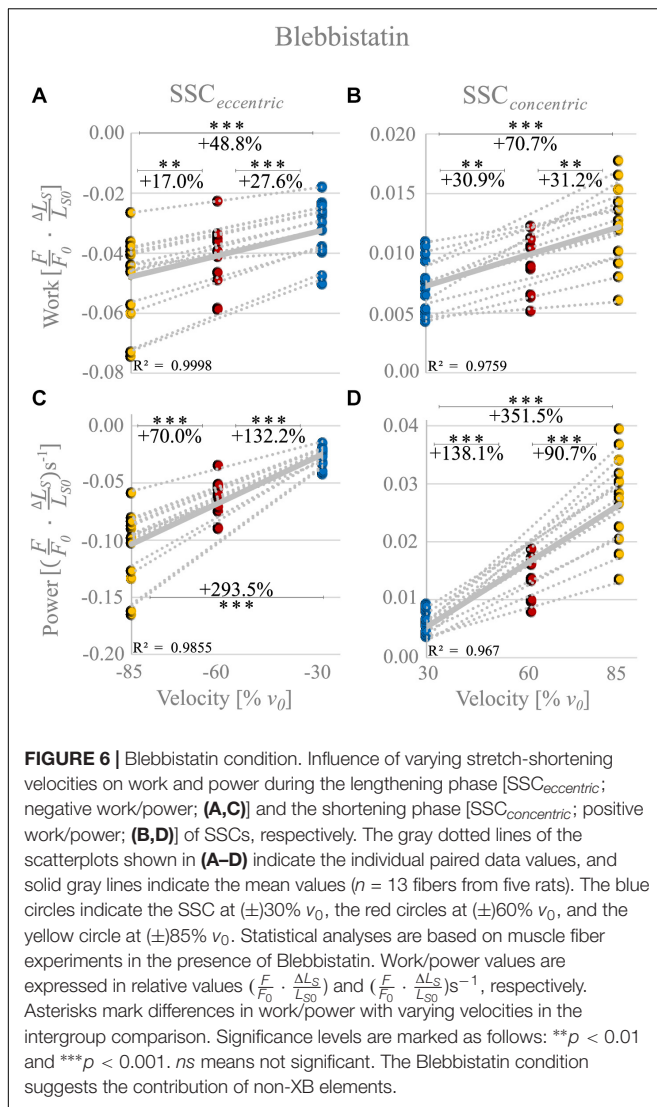 Blebbistatin
A
SSC eccentric
B
SSC concentric
0.00
***
+48.8%
**
+17.0%
***
+27.6%
-0.02
-0.04
-0.06
-0.08
Work [F/F0 · ΔLS/LS0]
R² = 0.9998
0.020
***
+70.7%
**
+30.9%
**
+31.2%
0.015
0.010
0.005
0.00
R² = 0.9759
C
-0.00
***
+70.0%
***
+132.2%
-0.05
-0.10
-0.15
-0.20
Power [(F/F0 · ΔLS/LS0)s-1]
+293.5%
***
R² = 0.9855
-85
-60
-30
Velocity [% v0]
D
0.04
***
+351.5%
***
+138.1%
***
+90.7%
0.03
0.02
0.01
0.00
R² = 0.967
30
60
85
Velocity [% v0]
FIGURE 6 | Blebbistatin condition. Influence of varying stretch-shortening
velocities on work and power during the lengthening phase [SSCeccentric;
negative work/power; (A,C)] and the shortening phase [SSCconcentric; positive
work/power; (B,D)] of SSCs, respectively. The gray dotted lines of the
scatterplots shown in (A–D) indicate the individual paired data values, and
solid gray lines indicate the mean values (n = 13 fibers from five rats). The blue
circles indicate the SSC at (±)30% v0, the red circles at (±)60% v0, and the
yellow circle at (±)85% v0. Statistical analyses are based on muscle fiber
experiments in the presence of Blebbistatin. Work/power values are
expressed in relative values (F/F0 · ΔLS/LS0) and (F/F0 · ΔLS/LS0)s−1, respectively.
Asterisks mark differences in work/power with varying velocities in the
intergroup comparison. Significance levels are marked as follows: **p < 0.01
and ***p < 0.001. ns means not significant. The Blebbistatin condition
suggests the contribution of non-XB elements.